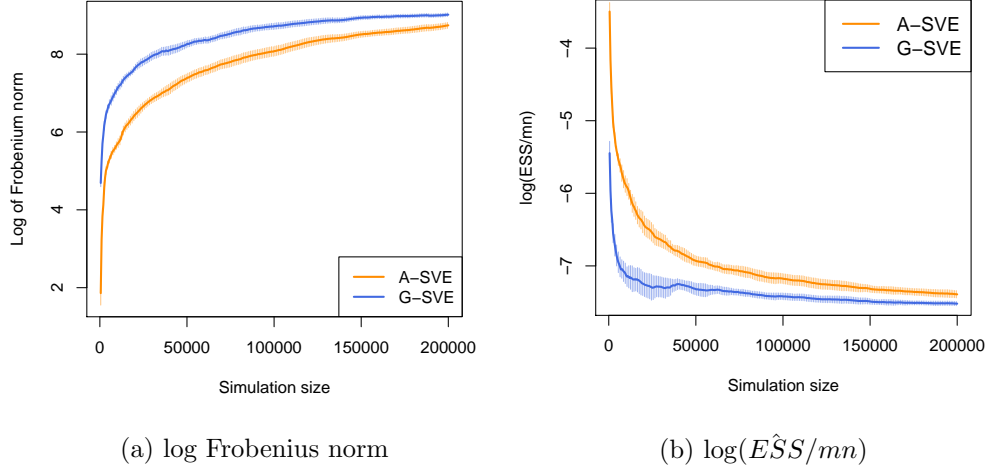 Log of Frobenium norm
8
6
4
2
0
50000
100000
150000
200000
Simulation size
A−SVE
G−SVE
(a) log Frobenius norm
log(ESS/mn)
−4
−5
−6
−7
0
50000
100000
150000
200000
Simulation size
A−SVE
G−SVE
(b) log(EŜS/mn)